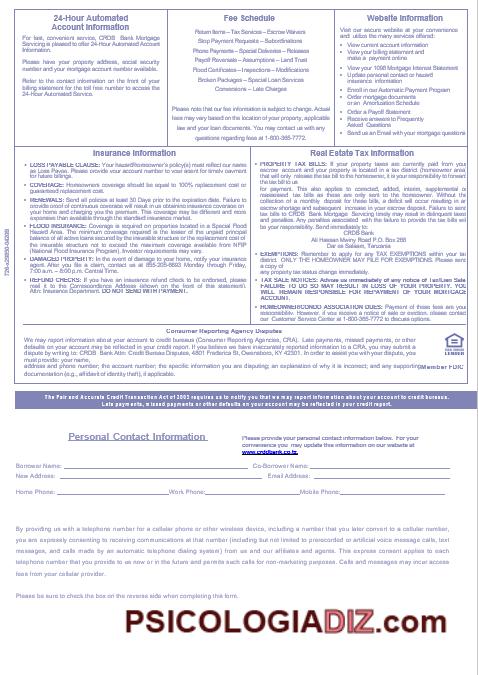 24-Hour Automated
Account Information
For fast, convenient service, CRDB Bank Mortgage
Servicing is pleased to offer 24-Hour Automated Account
Information.
Please have your property address, social security
number and your mortgage account number available.
Refer to the contact information on the front of your
billing statement for the toll free number to access the
24-Hour Automated Service.
Fee Schedule
Return Items – Tax Services – Escrow Waivers
Stop Payment Requests – Subordinations
Phone Payments – Special Deliveries – Releases
Payoff Reversals – Assumptions – Land Trust
Flood Certificates – Inspections – Modifications
Broken Packages – Special Loan Services
Conversions – Late Charges
Please note that our fee information is subject to change. Actual
fees may vary based on the location of your property, applicable
law and your loan documents. You may contact us with any
questions regarding fees at 1-800-365-7772.
Website Information
Visit our secure website at your convenience
and utilize the many services offered:
• View current account information
• View your billing statement and
make a payment online
• View your 1098 Mortgage Interest Statement
• Update personal contact or hazard
insurance information
• Enroll in our Automatic Payment Program
• Order mortgage documents
or an Amortization Schedule
• Order a Payoff Statement
• Receive answers to Frequently
Asked Questions
• Send us an Email with your mortgage questions
Insurance Information
• LOSS PAYABLE CLAUSE: Your hazard/homeowner's policy(s) must reflect our name
as Loss Payee. Please provide your account number to your agent for timely payment
for future billings.
• COVERAGE: Homeowners coverage should be equal to 100% replacement cost or
guaranteed replacement cost.
• RENEWALS: Send all policies at least 30 Days prior to the expiration date. Failure to
provide proof of continuous coverage will result in us obtaining insurance coverage on
your home and charging you the premium. This coverage may be different and more
expensive than available through the standard insurance market.
• FLOOD INSURANCE: Coverage is required on properties located in a Special Flood
Hazard Area. The minimum coverage required is the lesser of the unpaid principal
balance of all active loans secured by the insurable structure or the replacement cost of
the insurable structure not to exceed the maximum coverage available from NFIP
(National Flood Insurance Program). Investor requirements may vary.
• DAMAGED PROPERTY: In the event of damage to your home, notify your insurance
agent. After you file a claim, contact us at 855-205-6693 Monday through Friday,
7:00 a.m. – 8:00 p.m. Central Time.
• REFUND CHECKS: If you have an insurance refund check to be endorsed, please
mail it to the Correspondence Address (shown on the front of this statement).
Attn: Insurance Department. DO NOT SEND WITH PAYMENT.
Real Estate Tax Information
• PROPERTY TAX BILLS: If your property taxes are currently paid from you
escrow account and your property is located in a tax district (homeowner area
that will only releases the tax bill to the homeowner, it is your responsibility to forward
the tax bill to us
for payment. This also applies to corrected, added, interim, supplemental o
reassessed tax bills as these are only sent to the homeowner. Without the
collection of a monthly deposit for these bills, a deficit will occur resulting in an
escrow shortage and subsequent increase in your escrow deposit. Failure to sent
tax bills to CRDB Bank Mortgage Servicing timely may result in delinquent taxes
and penalties. Any penalties associated with the failure to provide the tax bills will
be your responsibility. Send immediately to:
CRDB Bank
Ali Hassan Mwiny Road P.O. Box 268
Dar es Salaam, Tanzania
• EXEMPTIONS: Remember to apply for any TAX EXEMPTIONS within your tax
district. ONLY THE HOMEOWNER MAY FILE FOR EXEMPTIONS. Please send
a copy of
any property tax status change immediately.
• TAX SALE NOTICES: Advise us immediately of any notice of Tax/Lien Sale
FAILURE TO DO SO MAY RESULT IN LOSS OF YOUR PROPERTY. YOU
WILL REMAIN RESPONSIBLE FOR REPAYMENT OF YOUR MORTGAGE
ACCOUNT.
• HOMEOWNER/CONDO ASSOCIATION DUES: Payment of those fees are your
responsibility. However, if you receive a notice of sale or eviction, please contact
our Customer Service Center at 1-800-365-7772 to discuss options.
Consumer Reporting Agency Disputes
We may report information about your account to credit bureaus (Consumer Reporting Agencies, CRA). Late payments, missed payments, or other
defaults on your account may be reflected in your credit report. If you believe we have inaccurately reported information to a CRA, you may submit a
dispute by writing to: CRDB Bank Attn: Credit Bureau Disputes, 4801 Frederica St, Owensboro, KY 42301. In order to assist you with your dispute, you
must provide: your name,
address and phone number; the account number; the specific information you are disputing; an explanation of why it is incorrect; and any supporting
documentation (e.g., affidavit of identity theft), if applicable.
Member FDIC
The Fair and Accurate Credit Transaction Act of 2003 requires us to notify you that we may report information about your account to credit bureaus.
Late payments, missed payments or other defaults on your account may be reflected in your credit report.
Personal Contact Information
Please provide your personal contact information below. For your
convenience you may update this information on our website at
www.crdbbank.co.tz.
Borrower Name: Co-Borrower Name:
New Address: Email Address:
Home Phone: Work Phone: Mobile Phone:
By providing us with a telephone number for a cellular phone or other wireless device, including a number that you later convert to a cellular number,
you are expressly consenting to receiving communications at that number (including but not limited to prerecorded or artificial voice message calls, text
messages, and calls made by an automatic telephone dialing system) from us and our affiliates and agents. This express consent applies to each
telephone number that you provide to us now or in the future and permits such calls for non-marketing purposes. Calls and messages may incur access
fees from your cellular provider.
Please be sure to check the box on the reverse side when completing this form.
PSICOLOGIADIZ.com